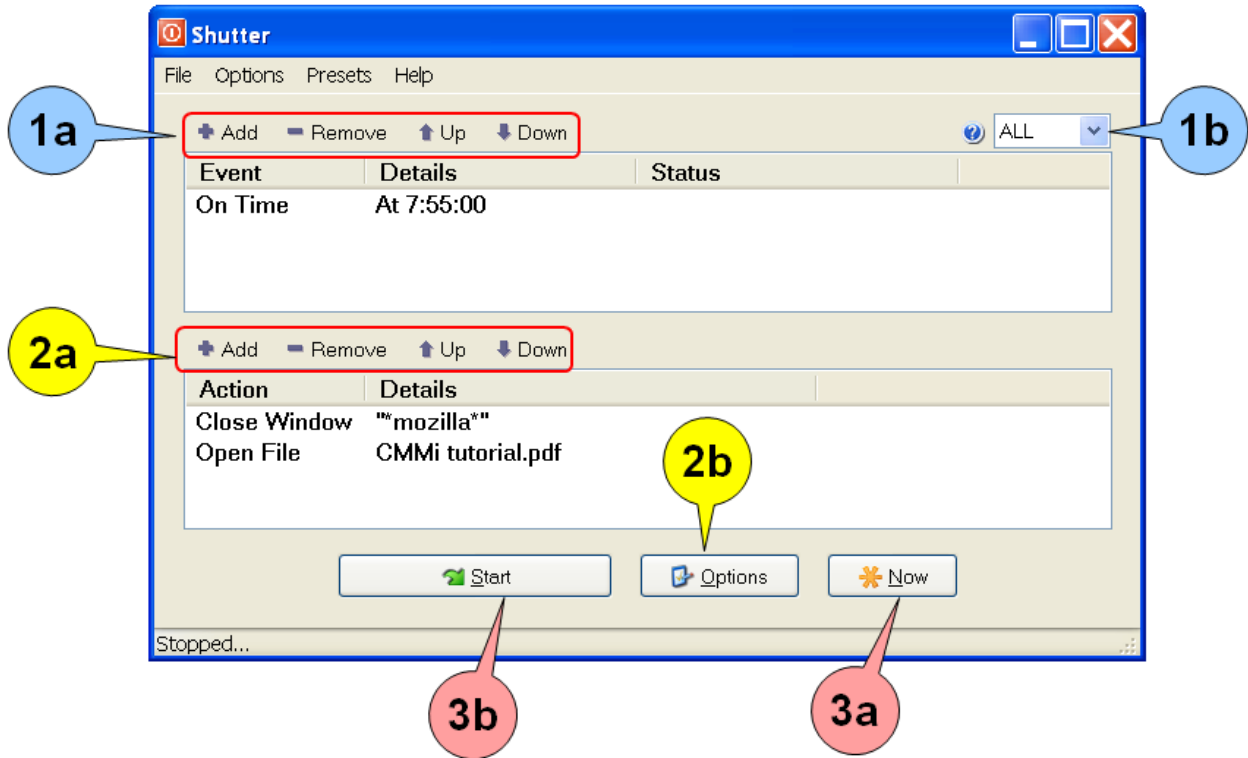 Shutter
File Options Presets Help
1a
Add Remove Up Down
ALL
1b
Event Details Status
On Time At 7:55:00
2a
Add Remove Up Down
Action Details
Close Window "*mozilla*"
Open File CMMi tutorial.pdf
2b
Start Options Now
Stopped...
3b
3a